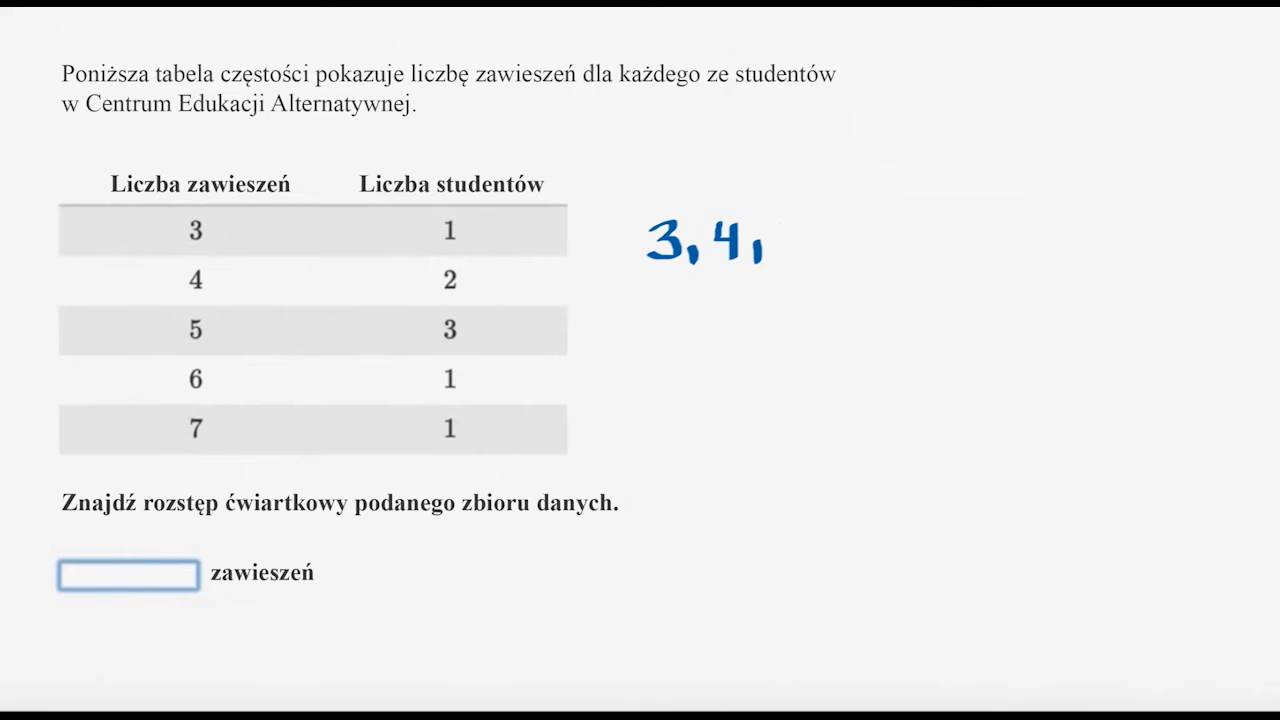 Poniższa tabela częstości pokazuje liczbę zawieszeń dla każdego ze studentów
w Centrum Edukacji Alternatywnej.
Liczba zawieszeń Liczba studentów
3 1
4 2
5 3
6 1
7 1
3, 4,
Znajdź rozstęp ćwiartkowy podanego zbioru danych.
zawieszeń